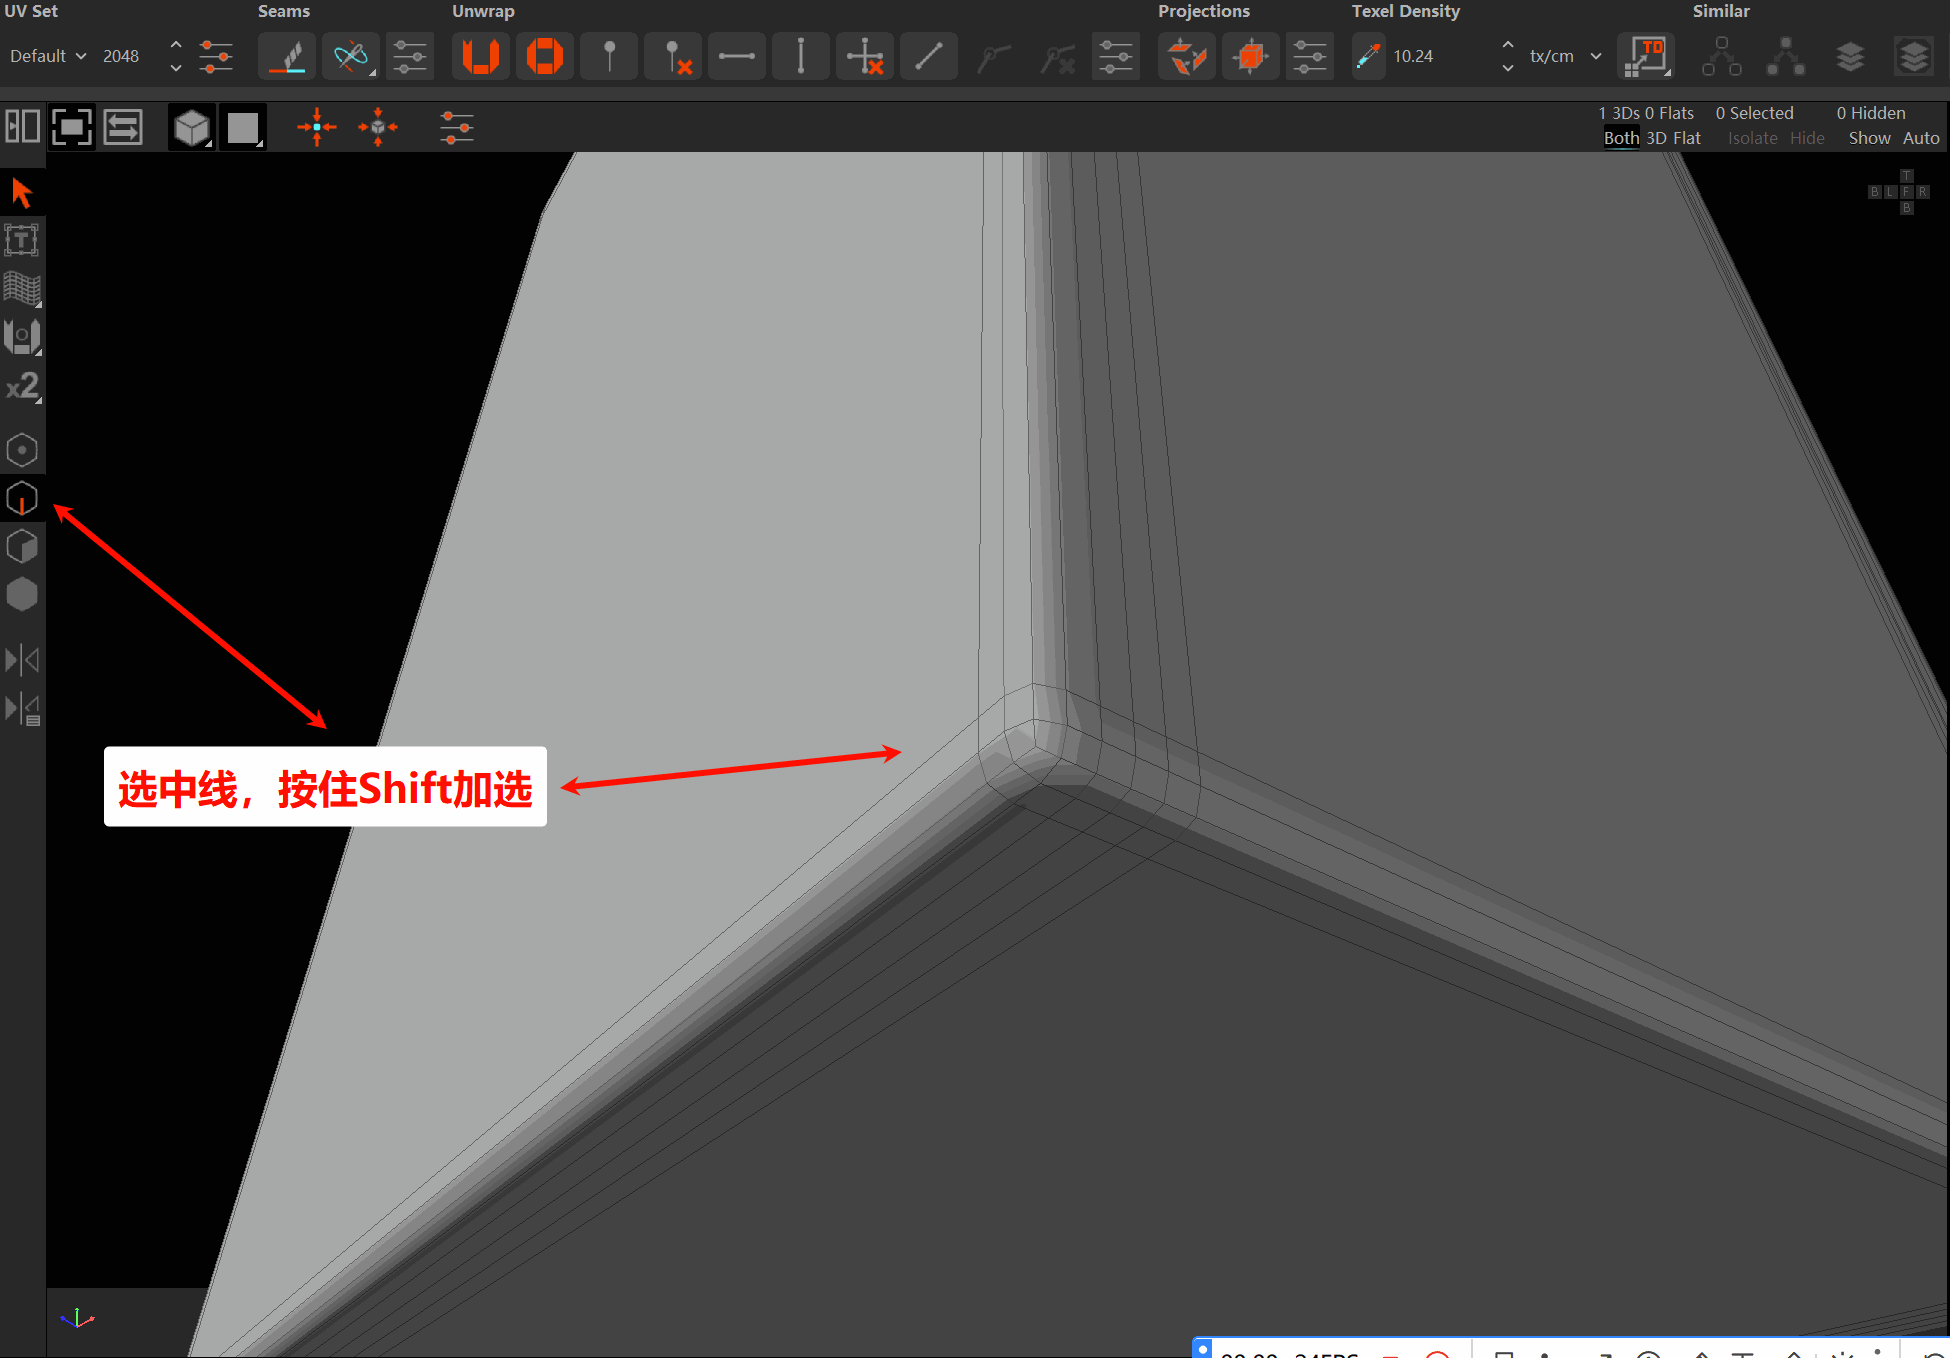 UV Set
Seams
Unwrap
Projections
Texel Density
Similar
Default
2048
10.24
tx/cm
TD
1 3Ds 0 Flats
0 Selected
0 Hidden
Both 3D Flat
Isolate Hide
Show Auto
T
B L F R
B
T
x2
选中线，按住Shift加选